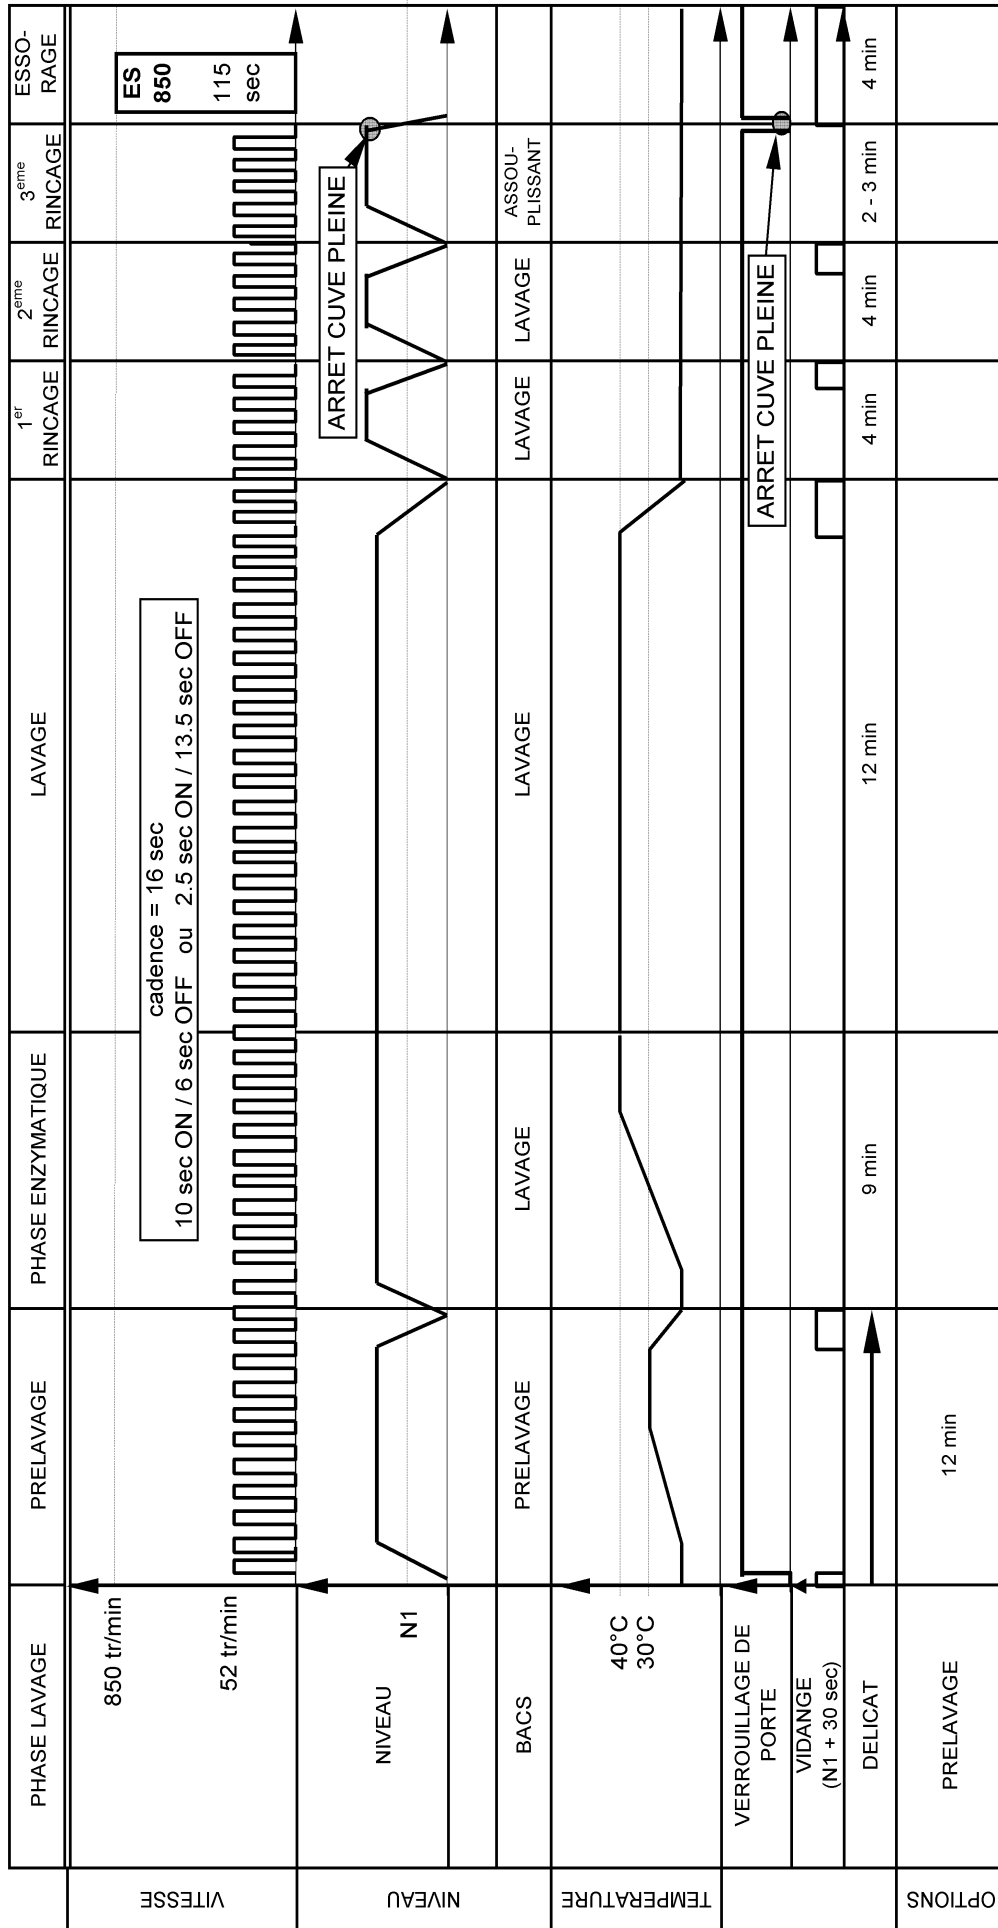 PHASE LAVAGE
PRELAVAGE
PHASE ENZYMATIQUE
LAVAGE
1er
RINCAGE
2eme
RINCAGE
3eme
RINCAGE
ESSO-
RAGE
VITESSE
850 tr/min
52 tr/min
cadence = 16 sec
10 sec ON / 6 sec OFF ou 2.5 sec ON / 13.5 sec OFF
ES
850
115
sec
NIVEAU
NIVEAU
N1
ARRET CUVE PLEINE
BACS
PRELAVAGE
LAVAGE
LAVAGE
LAVAGE
LAVAGE
ASSOU-
PLISSANT
TEMPERATURE
40°C
30°C
VERROUILLAGE DE
PORTE
ARRET CUVE PLEINE
VIDANGE
(N1 + 30 sec)
DELICAT
9 min
12 min
4 min
4 min
2 - 3 min
4 min
OPTIONS
PRELAVAGE
12 min